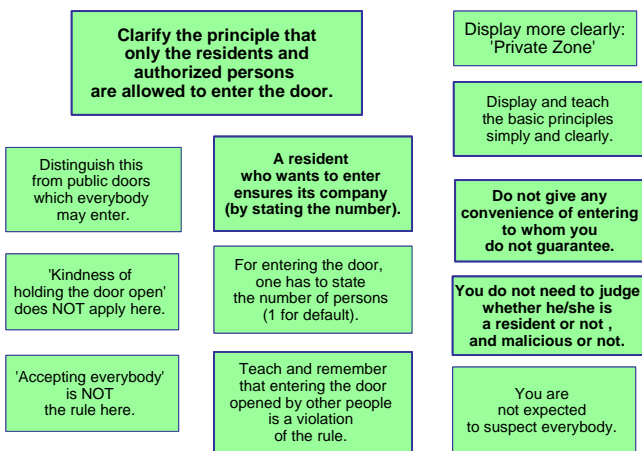 Clarify the principle that
only the residents and
authorized persons
are allowed to enter the door.
Display more clearly:
'Private Zone'
Display and teach
the basic principles
simply and clearly.
Distinguish this
from public doors
which everybody
may enter.
A resident
who wants to enter
ensures its company
(by stating the number).
Do not give any
convenience of entering
to whom you
do not guarantee.
'Kindness of
holding the door open'
does NOT apply here.
For entering the door,
one has to state
the number of persons
(1 for default).
You do not need to judge
whether he/she is
a resident or not ,
and malicious or not.
'Accepting everybody'
is NOT
the rule here.
Teach and remember
that entering the door
opened by other people
is a violation
of the rule.
You are
not expected
to suspect everybody.